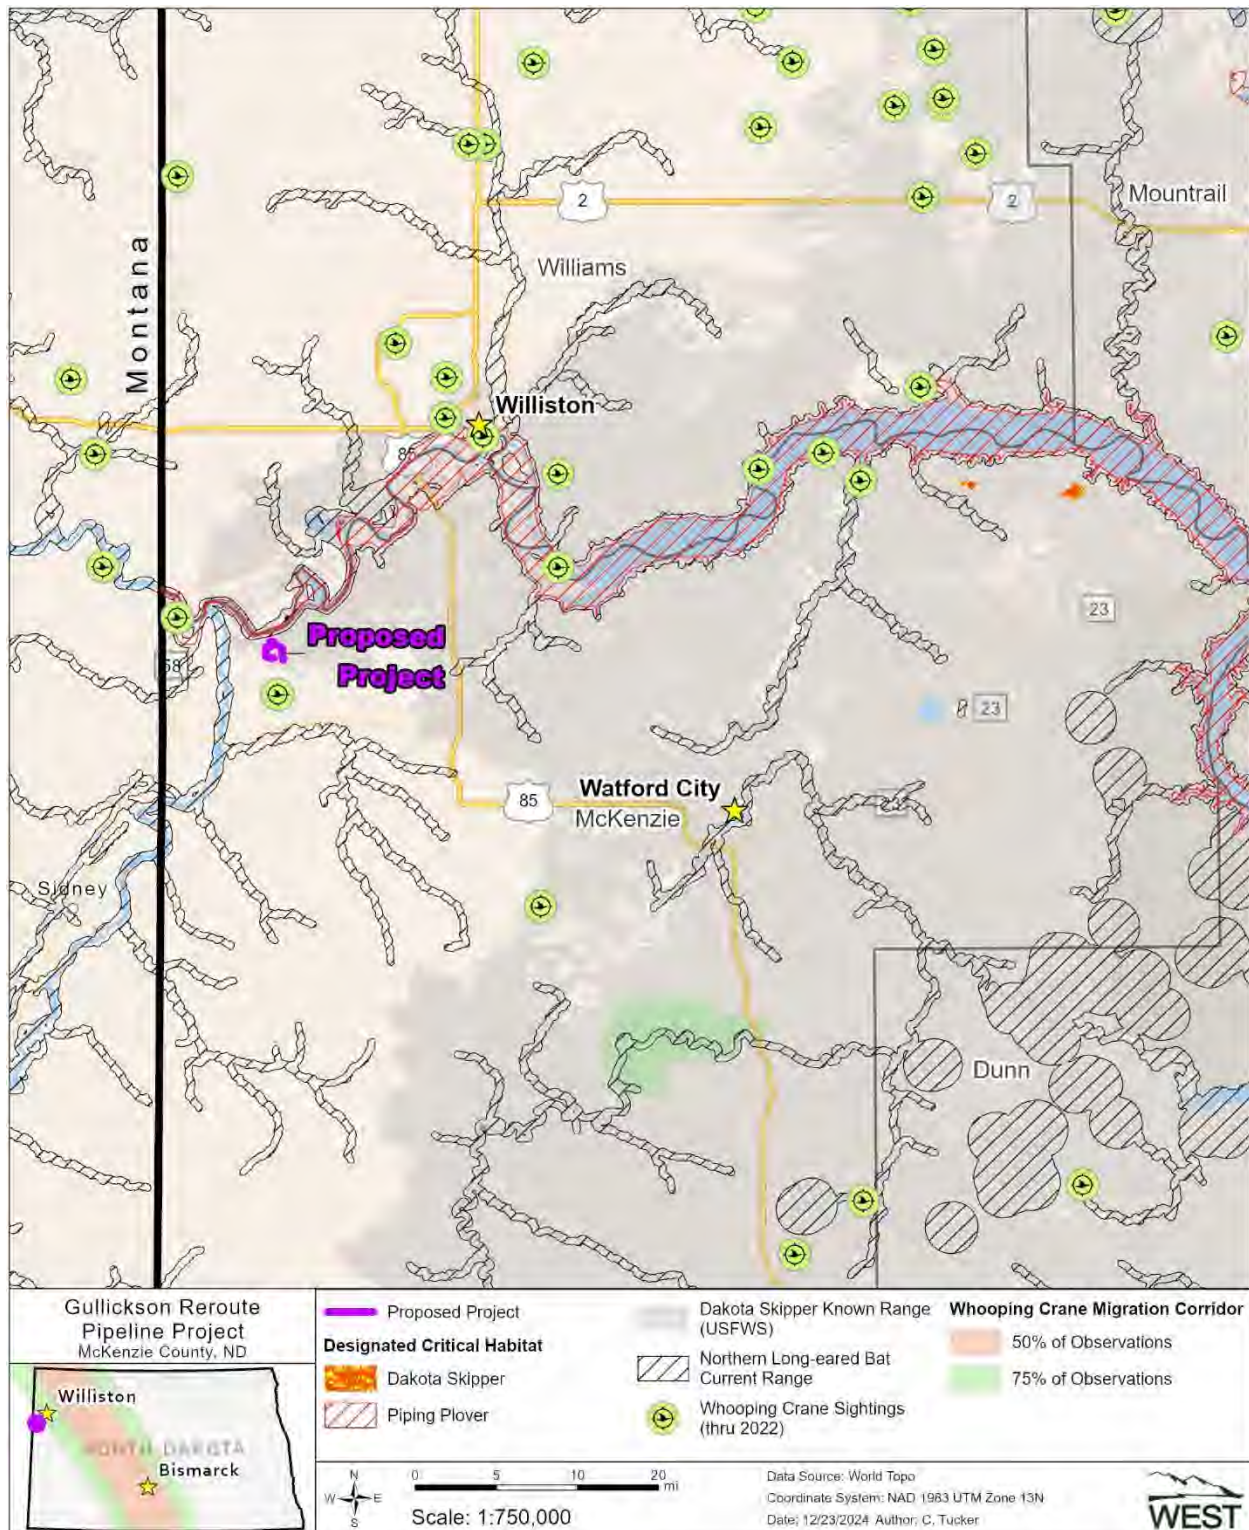 2
2
Mountrail
Williams
Montana
Williston
85
23
Proposed
Project
23
85
Watford City
McKenzie
Sidney
Dunn
Gullickson Reroute
Pipeline Project
McKenzie County, ND
Williston
NORTH DAKOTA
Bismarck
Proposed Project
Designated Critical Habitat
Dakota Skipper
Piping Plover
Dakota Skipper Known Range
(USFWS)
Northern Long-eared Bat
Current Range
Whooping Crane Sightings
(thru 2022)
Whooping Crane Migration Corridor
50% of Observations
75% of Observations
N
W E
S
0 5 10 20
mi
Scale: 1:750,000
Data Source: World Topo
Coordinate System: NAD 1983 UTM Zone 13N
Date: 12/23/2024 Author: C. Tucker
WEST